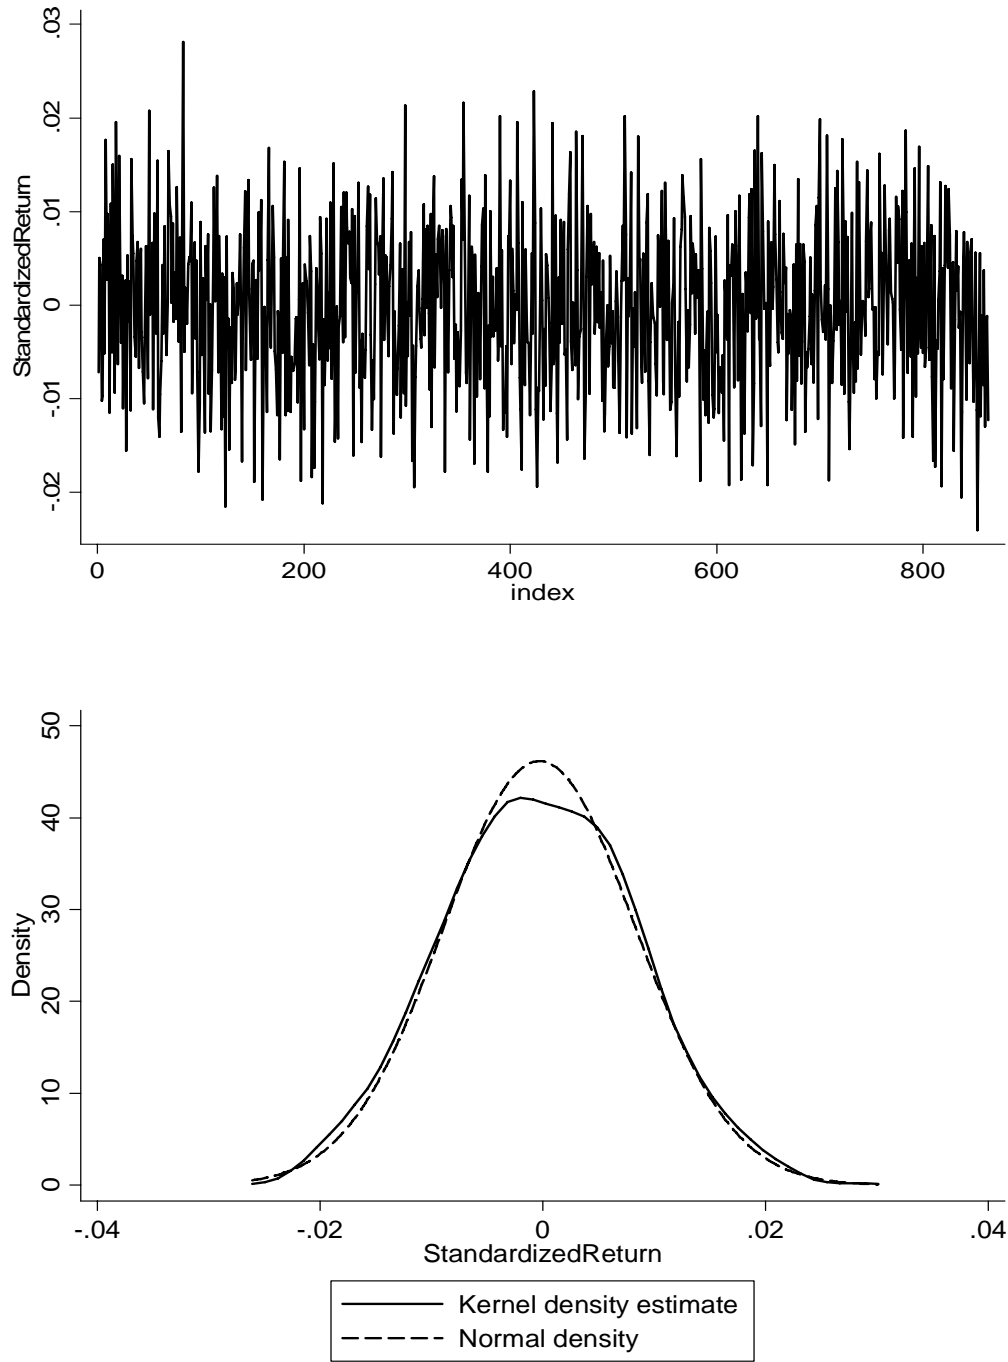 .03
.02
.01
0
-.01
-.02
StandardizedReturn
0 200 400 600 800
index
50
40
30
20
10
0
Density
-.04 -.02 0 .02 .04
StandardizedReturn
Kernel density estimate
Normal density